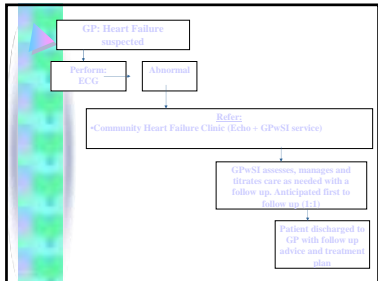 GP: Heart Failure
suspected
Perform:
ECG
Abnormal
Refer:
•Community Heart Failure Clinic (Echo + GPwSI service)
GPwSI assesses, manages and
titrates care as needed with a
follow up. Anticipated first to
follow up (1:1)
Patient discharged to
GP with follow up
advice and treatment
plan